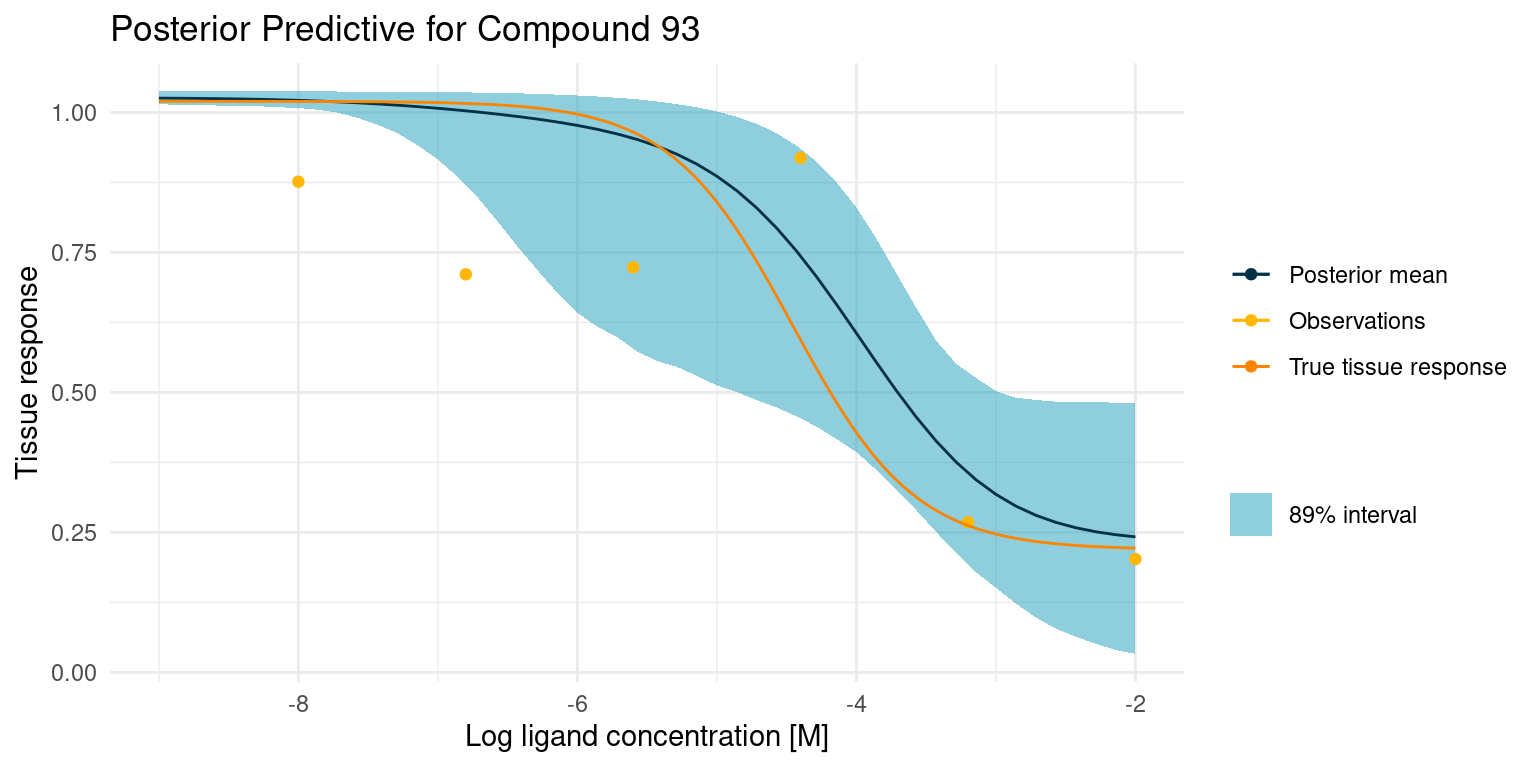 Posterior Predictive for Compound 93
Tissue response
1.00
0.75
0.50
0.25
0.00
-8
-6
-4
-2
Log ligand concentration [M]
Posterior mean
Observations
True tissue response
89% interval